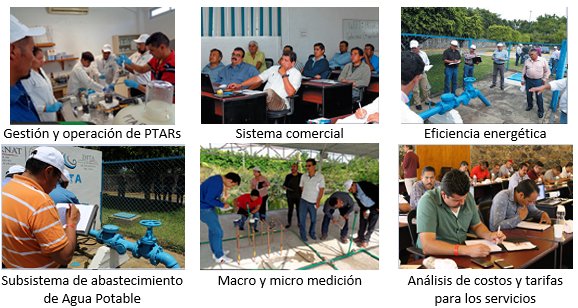 Gestión y operación de PTARs
Sistema comercial
Eficiencia energética
RNAT
Subsistema de abastecimiento
de Agua Potable
Macro y micro medición
Análisis de costos y tarifas
para los servicios